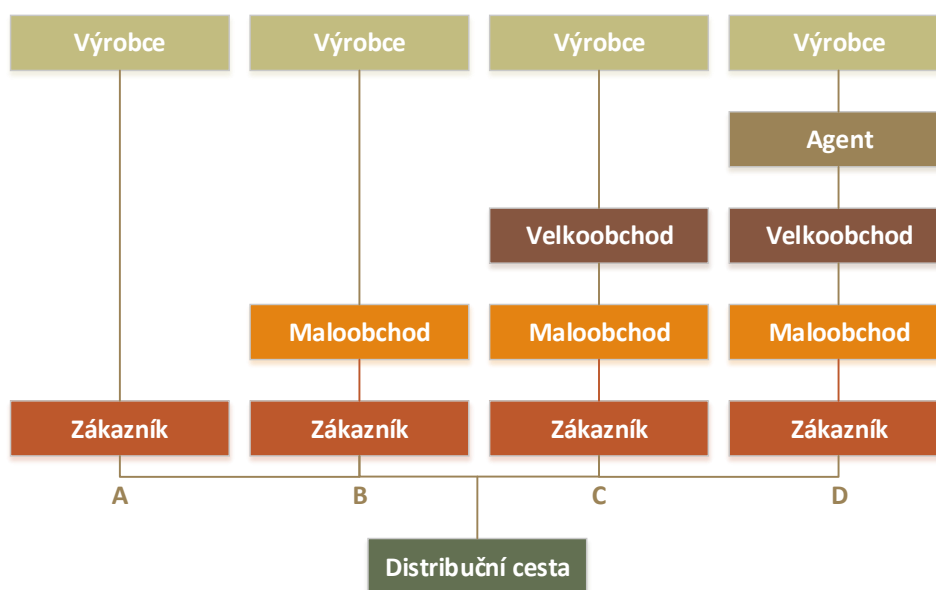 Výrobce
Výrobce
Výrobce
Výrobce
Agent
Velkoobchod
Velkoobchod
Maloobchod
Maloobchod
Maloobchod
Zákazník
Zákazník
Zákazník
Zákazník
A
B
C
D
Distribuční cesta